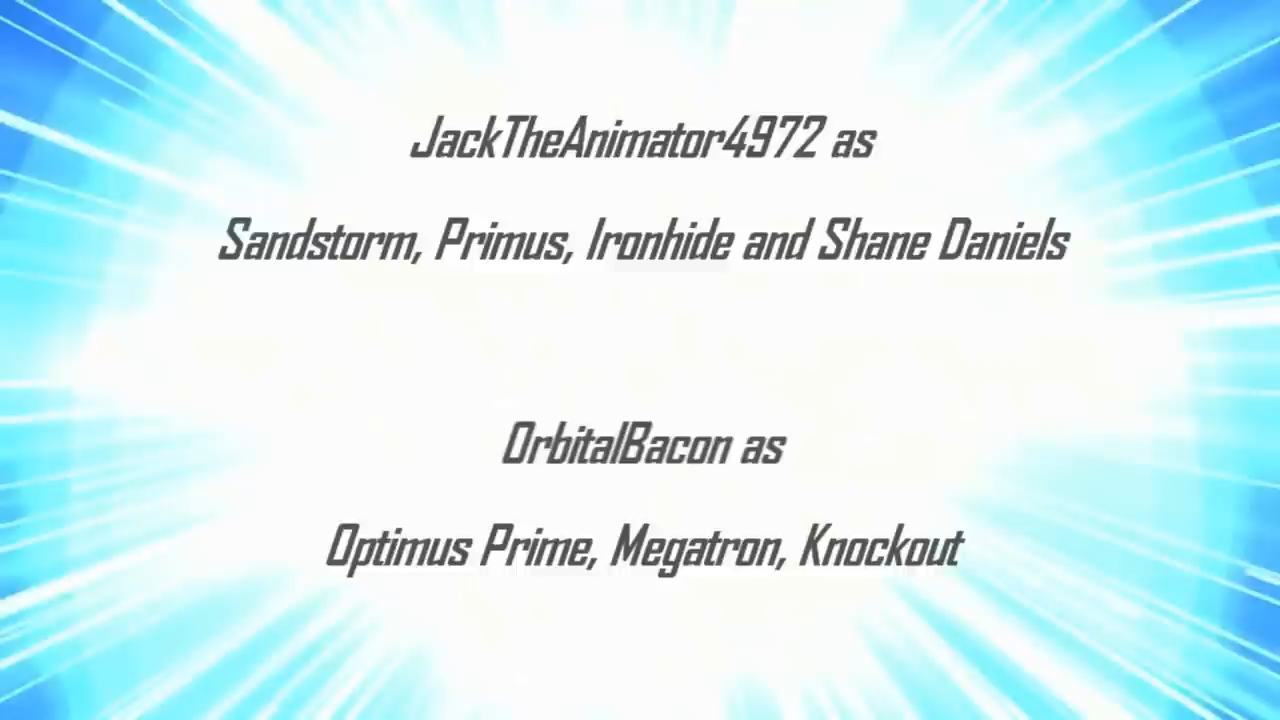 JackTheAnimator4972 as
Sandstorm, Primus, Ironhide and Shane Daniels
OrbitalBacon as
Optimus Prime, Megatron, Knockout